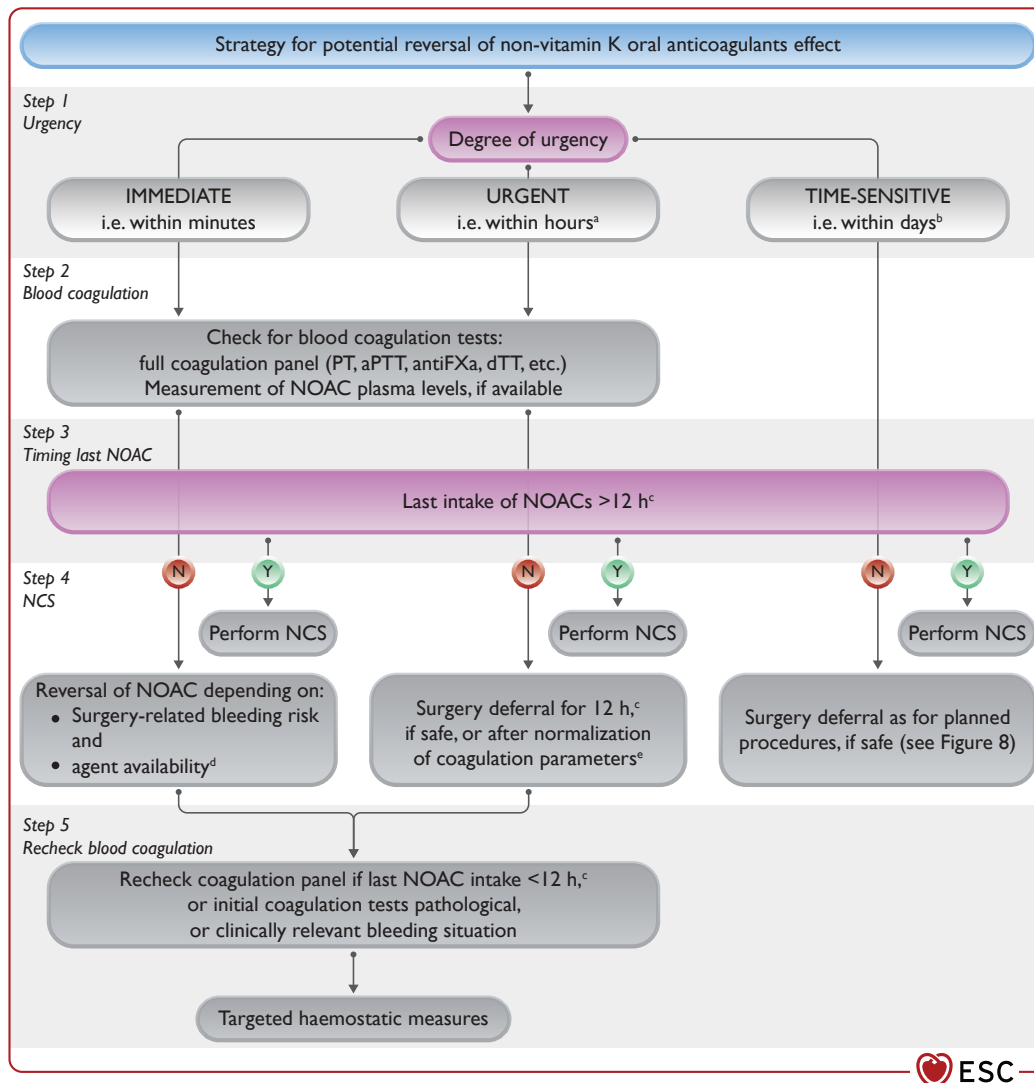 Strategy for potential reversal of non-vitamin K oral anticoagulants effect
Step 1
Urgency
Degree of urgency
IMMEDIATE
i.e. within minutes
URGENT
i.e. within hoursᵃ
TIME-SENSITIVE
i.e. within daysᵇ
Step 2
Blood coagulation
Check for blood coagulation tests:
full coagulation panel (PT, aPTT, antiFXa, dTT, etc.)
Measurement of NOAC plasma levels, if available
Step 3
Timing last NOAC
Last intake of NOACs >12 hᶜ
Step 4
NCS
N
Y
N
Y
N
Y
Perform NCS
Perform NCS
Perform NCS
Reversal of NOAC depending on:
• Surgery-related bleeding risk
and
• agent availabilityᵈ
Surgery deferral for 12 h,ᶜ
if safe, or after normalization
of coagulation parametersᵉ
Surgery deferral as for planned
procedures, if safe (see Figure 8)
Step 5
Recheck blood coagulation
Recheck coagulation panel if last NOAC intake <12 h,ᶜ
or initial coagulation tests pathological,
or clinically relevant bleeding situation
Targeted haemostatic measures
ESC